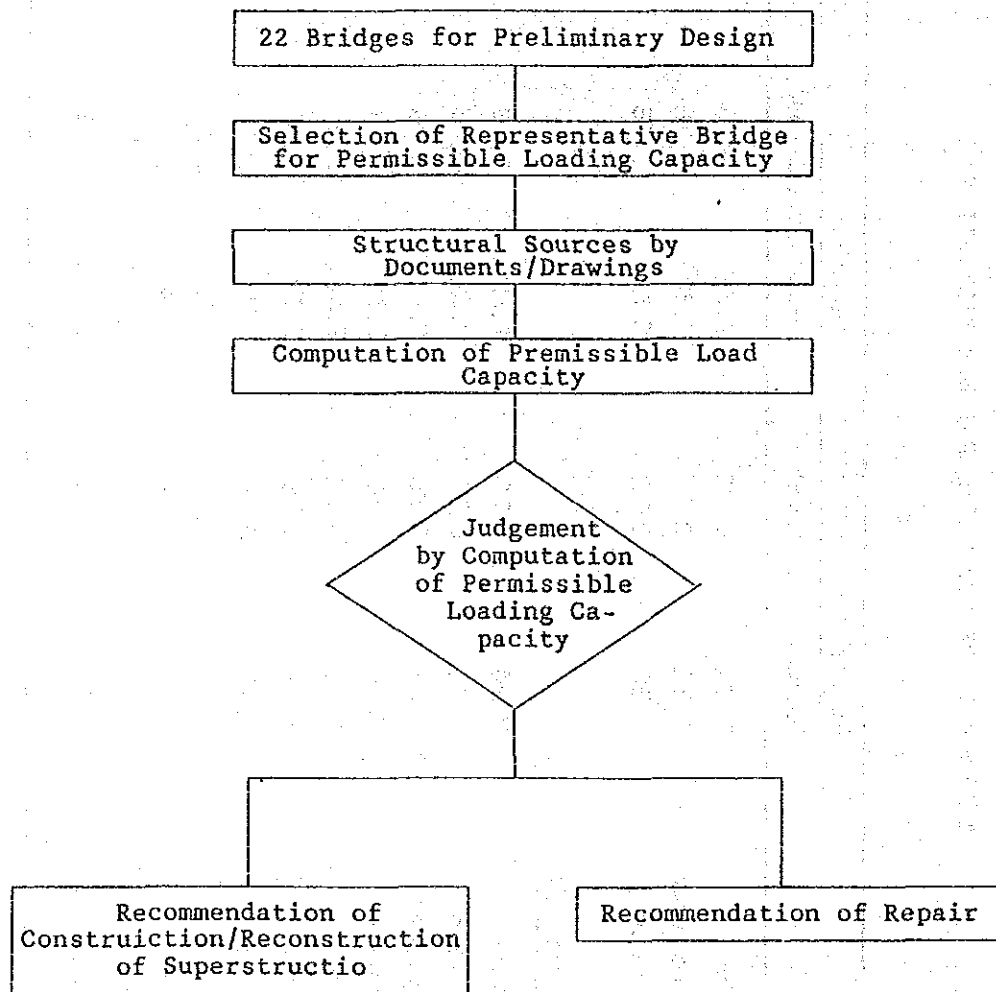 22 Bridges for Preliminary Design
Selection of Representative Bridge
for Permissible Loading Capacity
Structural Sources by
Documents/Drawings
Computation of Premissible Load
Capacity
Judgement
by Computation
of Permissible
Loading Ca-
pacity
Recommendation of
Construiction/Reconstruction
of Superstructio
Recommendation of Repair